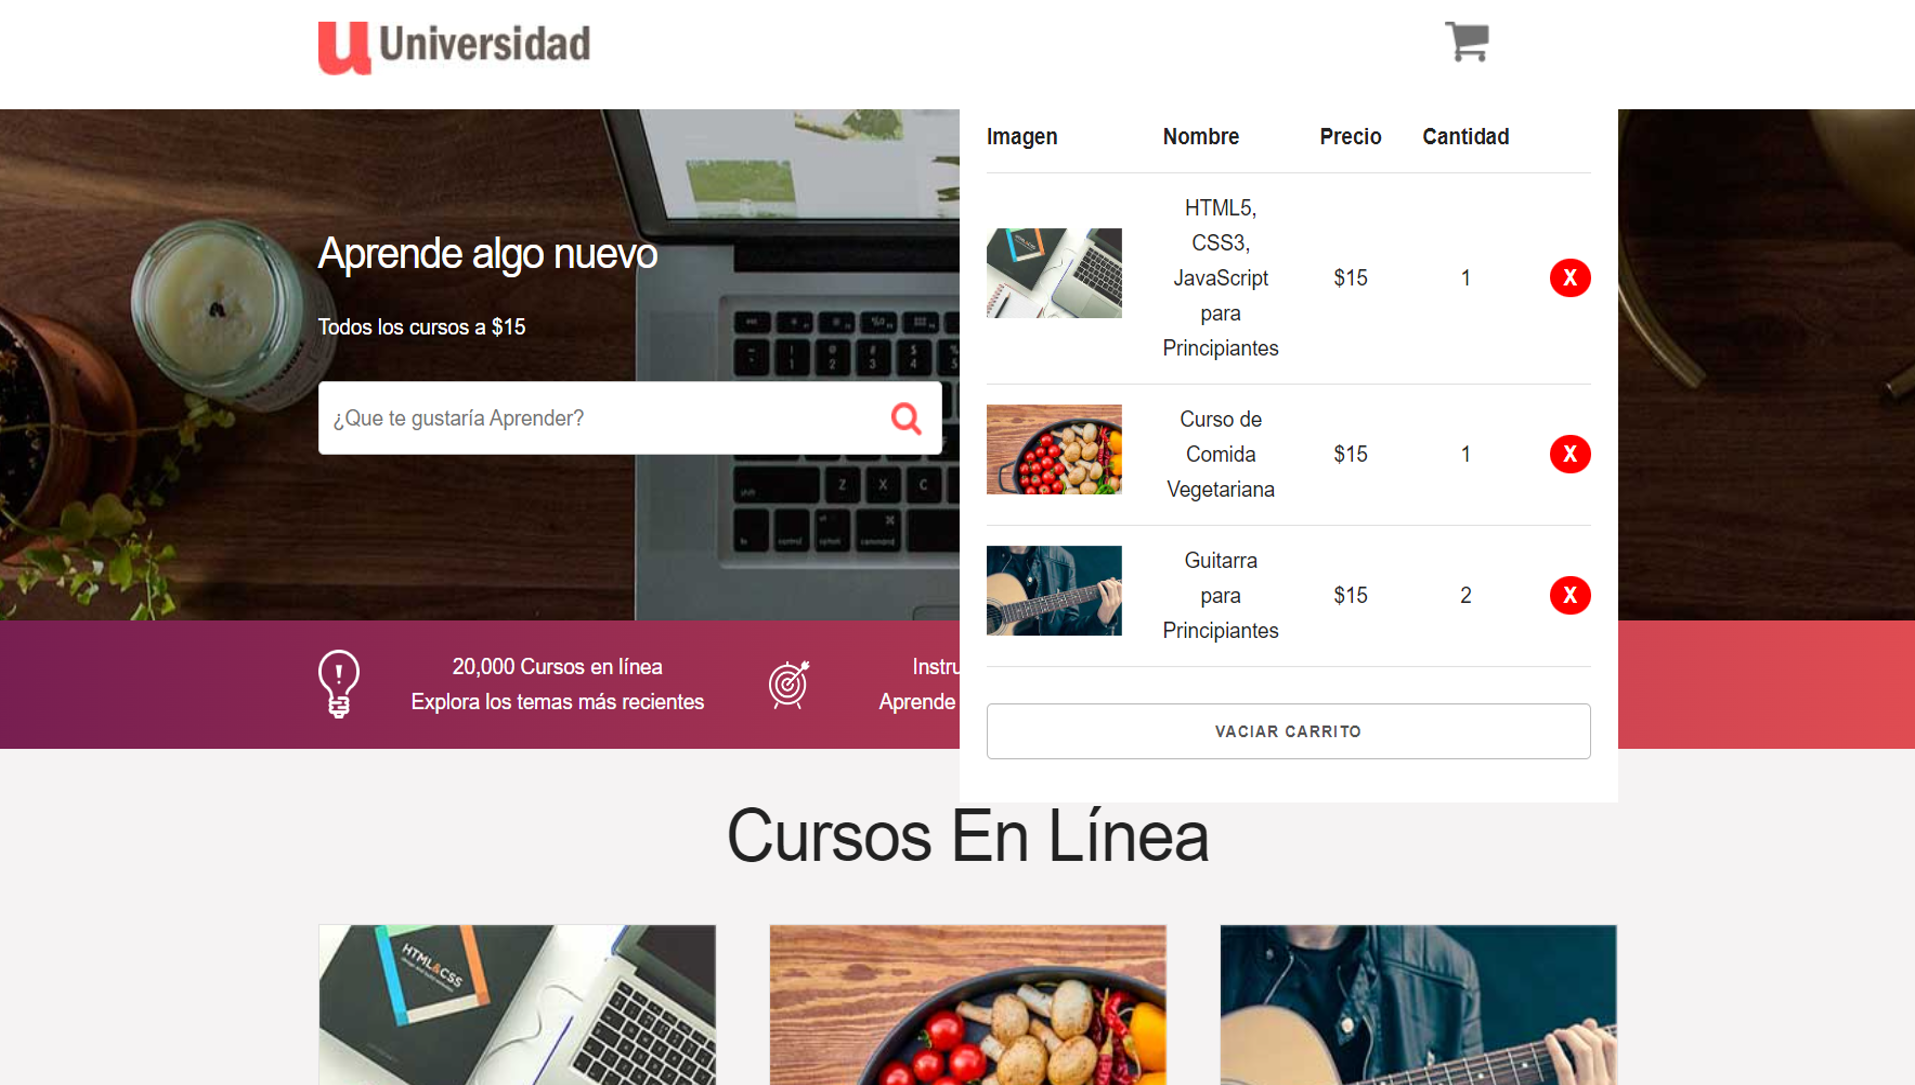 u Universidad
Imagen Nombre Precio Cantidad
HTML5,
CSS3,
JavaScript
para
Principiantes
$15 1 X
Curso de
Comida
Vegetariana
$15 1 X
Guitarra
para
Principiantes
$15 2 X
VACIAR CARRITO
Aprende algo nuevo
Todos los cursos a $15
¿Que te gustaría Aprender?
20,000 Cursos en línea
Explora los temas más recientes
Instru
Aprende
Cursos En Línea
HTML&CSS